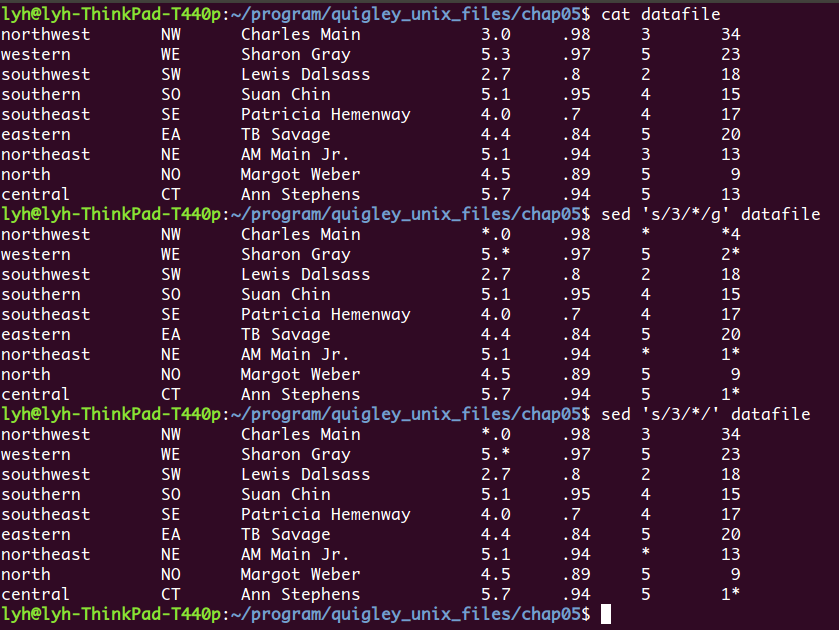 lyh@lyh-ThinkPad-T440p:~/program/quigley_unix_files/chap05$ cat datafile
northwest       NW      Charles Main            3.0     .98     3       34
western         WE      Sharon Gray             5.3     .97     5       23
southwest       SW      Lewis Dalsass           2.7     .8      2       18
southern        SO      Suan Chin               5.1     .95     4       15
southeast       SE      Patricia Hemenway       4.0     .7      4       17
eastern         EA      TB Savage               4.4     .84     5       20
northeast       NE      AM Main Jr.             5.1     .94     3       13
north           NO      Margot Weber            4.5     .89     5        9
central         CT      Ann Stephens            5.7     .94     5       13
lyh@lyh-ThinkPad-T440p:~/program/quigley_unix_files/chap05$ sed 's/3/*/g' datafile
northwest       NW      Charles Main            *.0     .98     *       *4
western         WE      Sharon Gray             5.*     .97     5       2*
southwest       SW      Lewis Dalsass           2.7     .8      2       18
southern        SO      Suan Chin               5.1     .95     4       15
southeast       SE      Patricia Hemenway       4.0     .7      4       17
eastern         EA      TB Savage               4.4     .84     5       20
northeast       NE      AM Main Jr.             5.1     .94     *       1*
north           NO      Margot Weber            4.5     .89     5        9
central         CT      Ann Stephens            5.7     .94     5       1*
lyh@lyh-ThinkPad-T440p:~/program/quigley_unix_files/chap05$ sed 's/3/*/' datafile
northwest       NW      Charles Main            *.0     .98     3       34
western         WE      Sharon Gray             5.*     .97     5       23
southwest       SW      Lewis Dalsass           2.7     .8      2       18
southern        SO      Suan Chin               5.1     .95     4       15
southeast       SE      Patricia Hemenway       4.0     .7      4       17
eastern         EA      TB Savage               4.4     .84     5       20
northeast       NE      AM Main Jr.             5.1     .94     *       13
north           NO      Margot Weber            4.5     .89     5        9
central         CT      Ann Stephens            5.7     .94     5       1*
lyh@lyh-ThinkPad-T440p:~/program/quigley_unix_files/chap05$